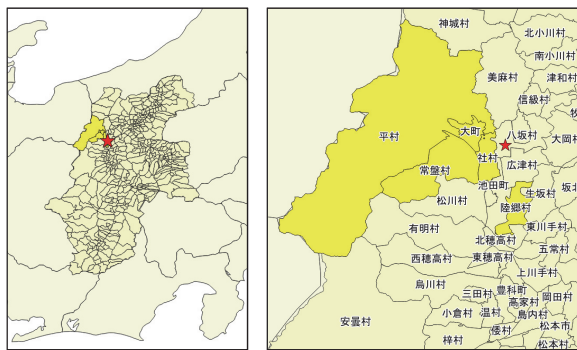 神城村
北小川村
南小川村
美麻村
津和村
信級村
平村
大町
八坂村
大岡村
社村
常盤村
広津村
池田町
生坂村
松川村
陸郷村
有明村
東川手村
北穂高村
五常村
西穂高村
東穂高村
上川手村
烏川村
三田村
豊科町
高家村
岡田村
小倉村
温村
島内村
安曇村
松本市
梓村
倭村
松本村